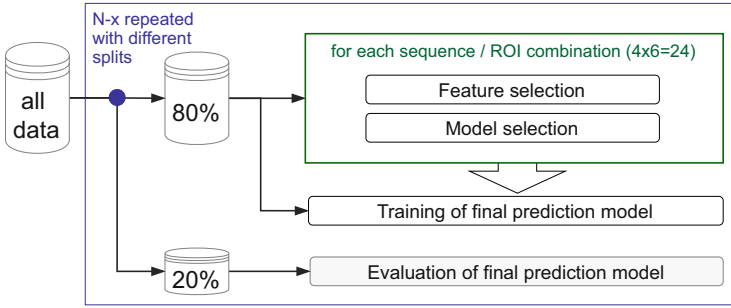 N-x repeated
with different
splits
for each sequence / ROI combination (4x6=24)
Feature selection
Model selection
all
data
80%
Training of final prediction model
20%
Evaluation of final prediction model